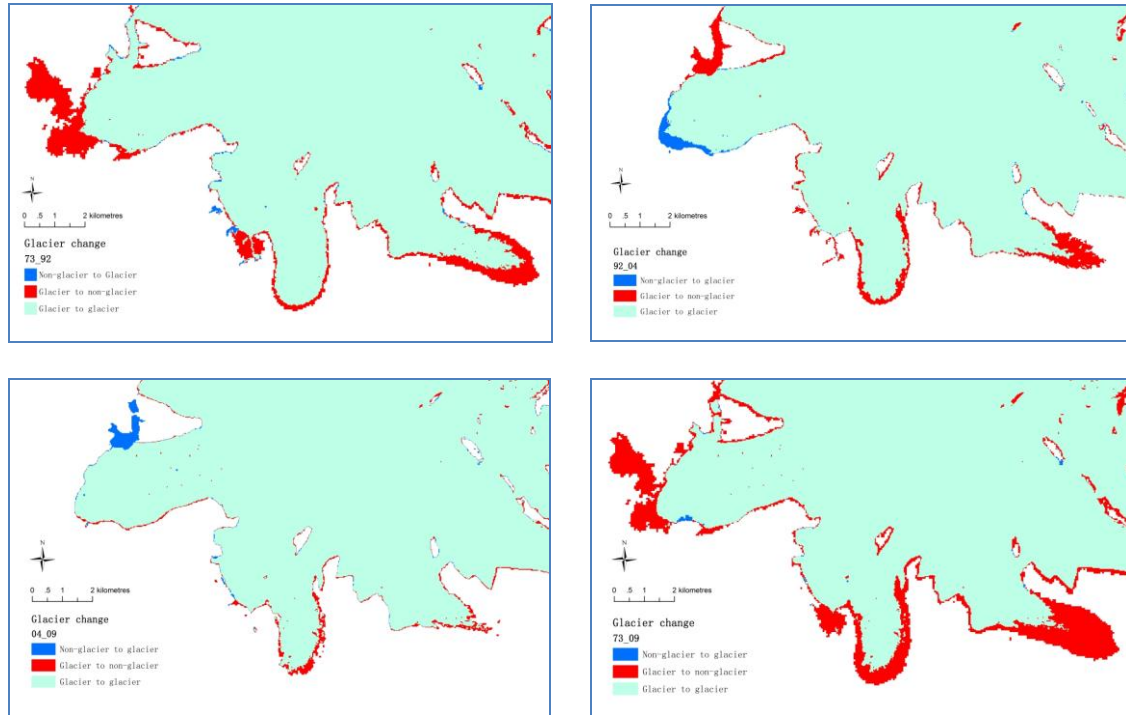 N
0 .5 1 2 kilometres
Glacier change
73_92
Non-glacier to Glacier
Glacier to non-glacier
Glacier to glacier
N
0 .5 1 2 kilometres
Glacier change
92_04
Non-glacier to glacier
Glacier to non-glacier
Glacier to glacier
N
0 .5 1 2 kilometres
Glacier change
04_09
Non-glacier to glacier
Glacier to non-glacier
Glacier to glacier
N
0 .5 1 2 kilometres
Glacier change
73_09
Non-glacier to glacier
Glacier to non-glacier
Glacier to glacier